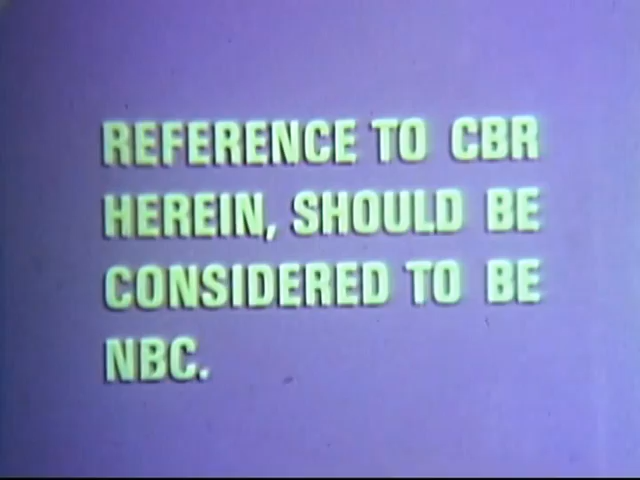 REFERENCE TO CBR
HEREIN, SHOULD BE
CONSIDERED TO BE
NBC.